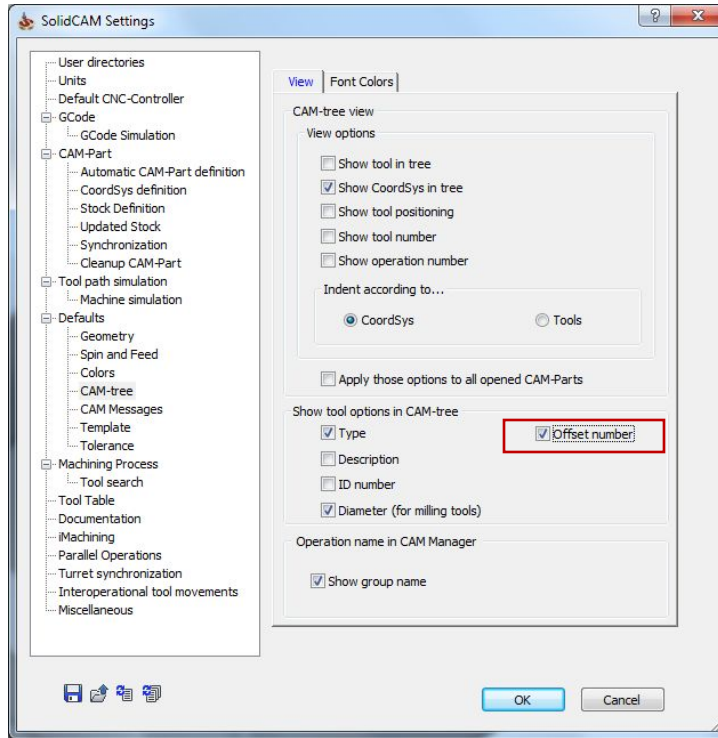 SolidCAM Settings
User directories
Units
Default CNC-Controller
GCode
GCode Simulation
CAM-Part
Automatic CAM-Part definition
CoordSys definition
Stock Definition
Updated Stock
Synchronization
Cleanup CAM-Part
Tool path simulation
Machine simulation
Defaults
Geometry
Spin and Feed
Colors
CAM-tree
CAM Messages
Template
Tolerance
Machining Process
Tool search
Tool Table
Documentation
iMachining
Parallel Operations
Turret synchronization
Interoperational tool movements
Miscellaneous
View Font Colors
CAM-tree view
View options
Show tool in tree
Show CoordSys in tree
Show tool positioning
Show tool number
Show operation number
Indent according to...
CoordSys Tools
Apply those options to all opened CAM-Parts
Show tool options in CAM-tree
Type Offset number
Description
ID number
Diameter (for milling tools)
Operation name in CAM Manager
Show group name
OK Cancel